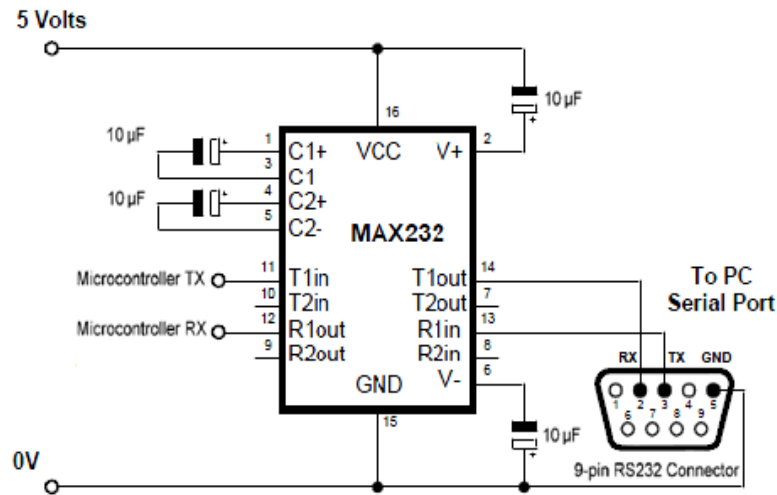 5 Volts
10 µF
16
10 µF
1
C1+
VCC
V+
2
+
3
C1
10 µF
4
C2+
5
C2-
MAX232
Microcontroller TX
11
T1in
T1out
14
10
T2in
T2out
7
Microcontroller RX
12
R1out
R1in
13
9
R2out
R2in
8
V-
6
GND
15
To PC
Serial Port
RX
TX
GND
1
2
3
4
5
6
7
8
9
10 µF
+
9-pin RS232 Connector
0V